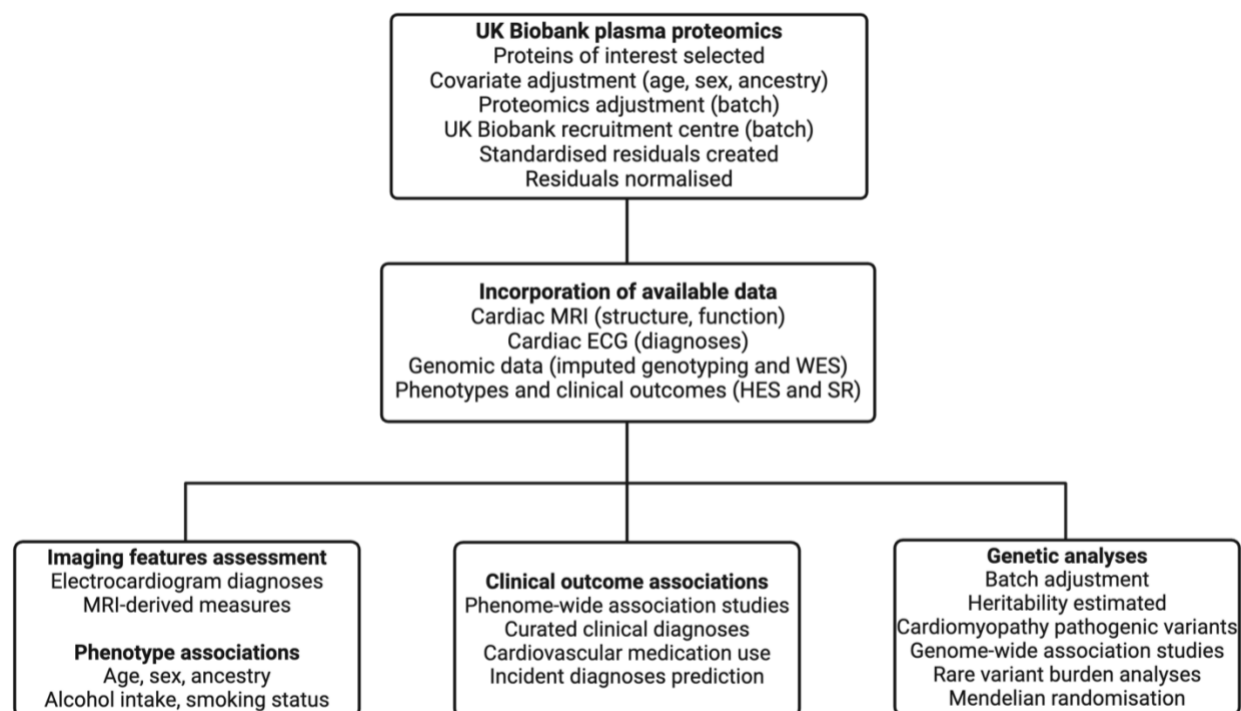 UK Biobank plasma proteomics
Proteins of interest selected
Covariate adjustment (age, sex, ancestry)
Proteomics adjustment (batch)
UK Biobank recruitment centre (batch)
Standardised residuals created
Residuals normalised
Incorporation of available data
Cardiac MRI (structure, function)
Cardiac ECG (diagnoses)
Genomic data (imputed genotyping and WES)
Phenotypes and clinical outcomes (HES and SR)
Imaging features assessment
Electrocardiogram diagnoses
MRI-derived measures
Phenotype associations
Age, sex, ancestry
Alcohol intake, smoking status
Clinical outcome associations
Phenome-wide association studies
Curated clinical diagnoses
Cardiovascular medication use
Incident diagnoses prediction
Genetic analyses
Batch adjustment
Heritability estimated
Cardiomyopathy pathogenic variants
Genome-wide association studies
Rare variant burden analyses
Mendelian randomisation